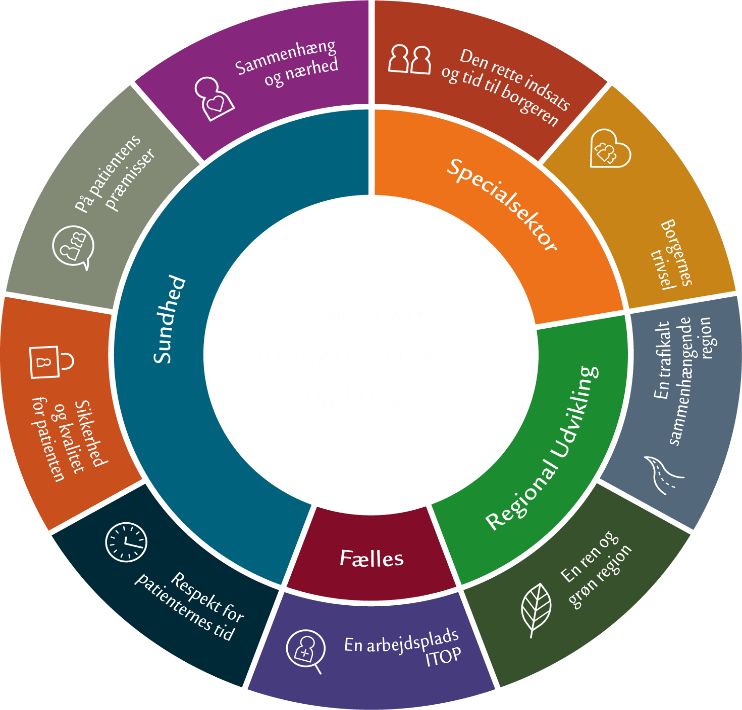 Sammenhæng
og nærhed
Den rette indsats
og tid til borgeren
Borgernes
trivsel
En trafikalt
sammenhængende
region
En ren og
grøn region
En arbejdsplads
ITOP
Respekt for
patienternes tid
Sikkerhed
og kvalitet
for patienten
På patientens
præmisser
Sundhed
Specialsektor
Regional Udvikling
Fælles